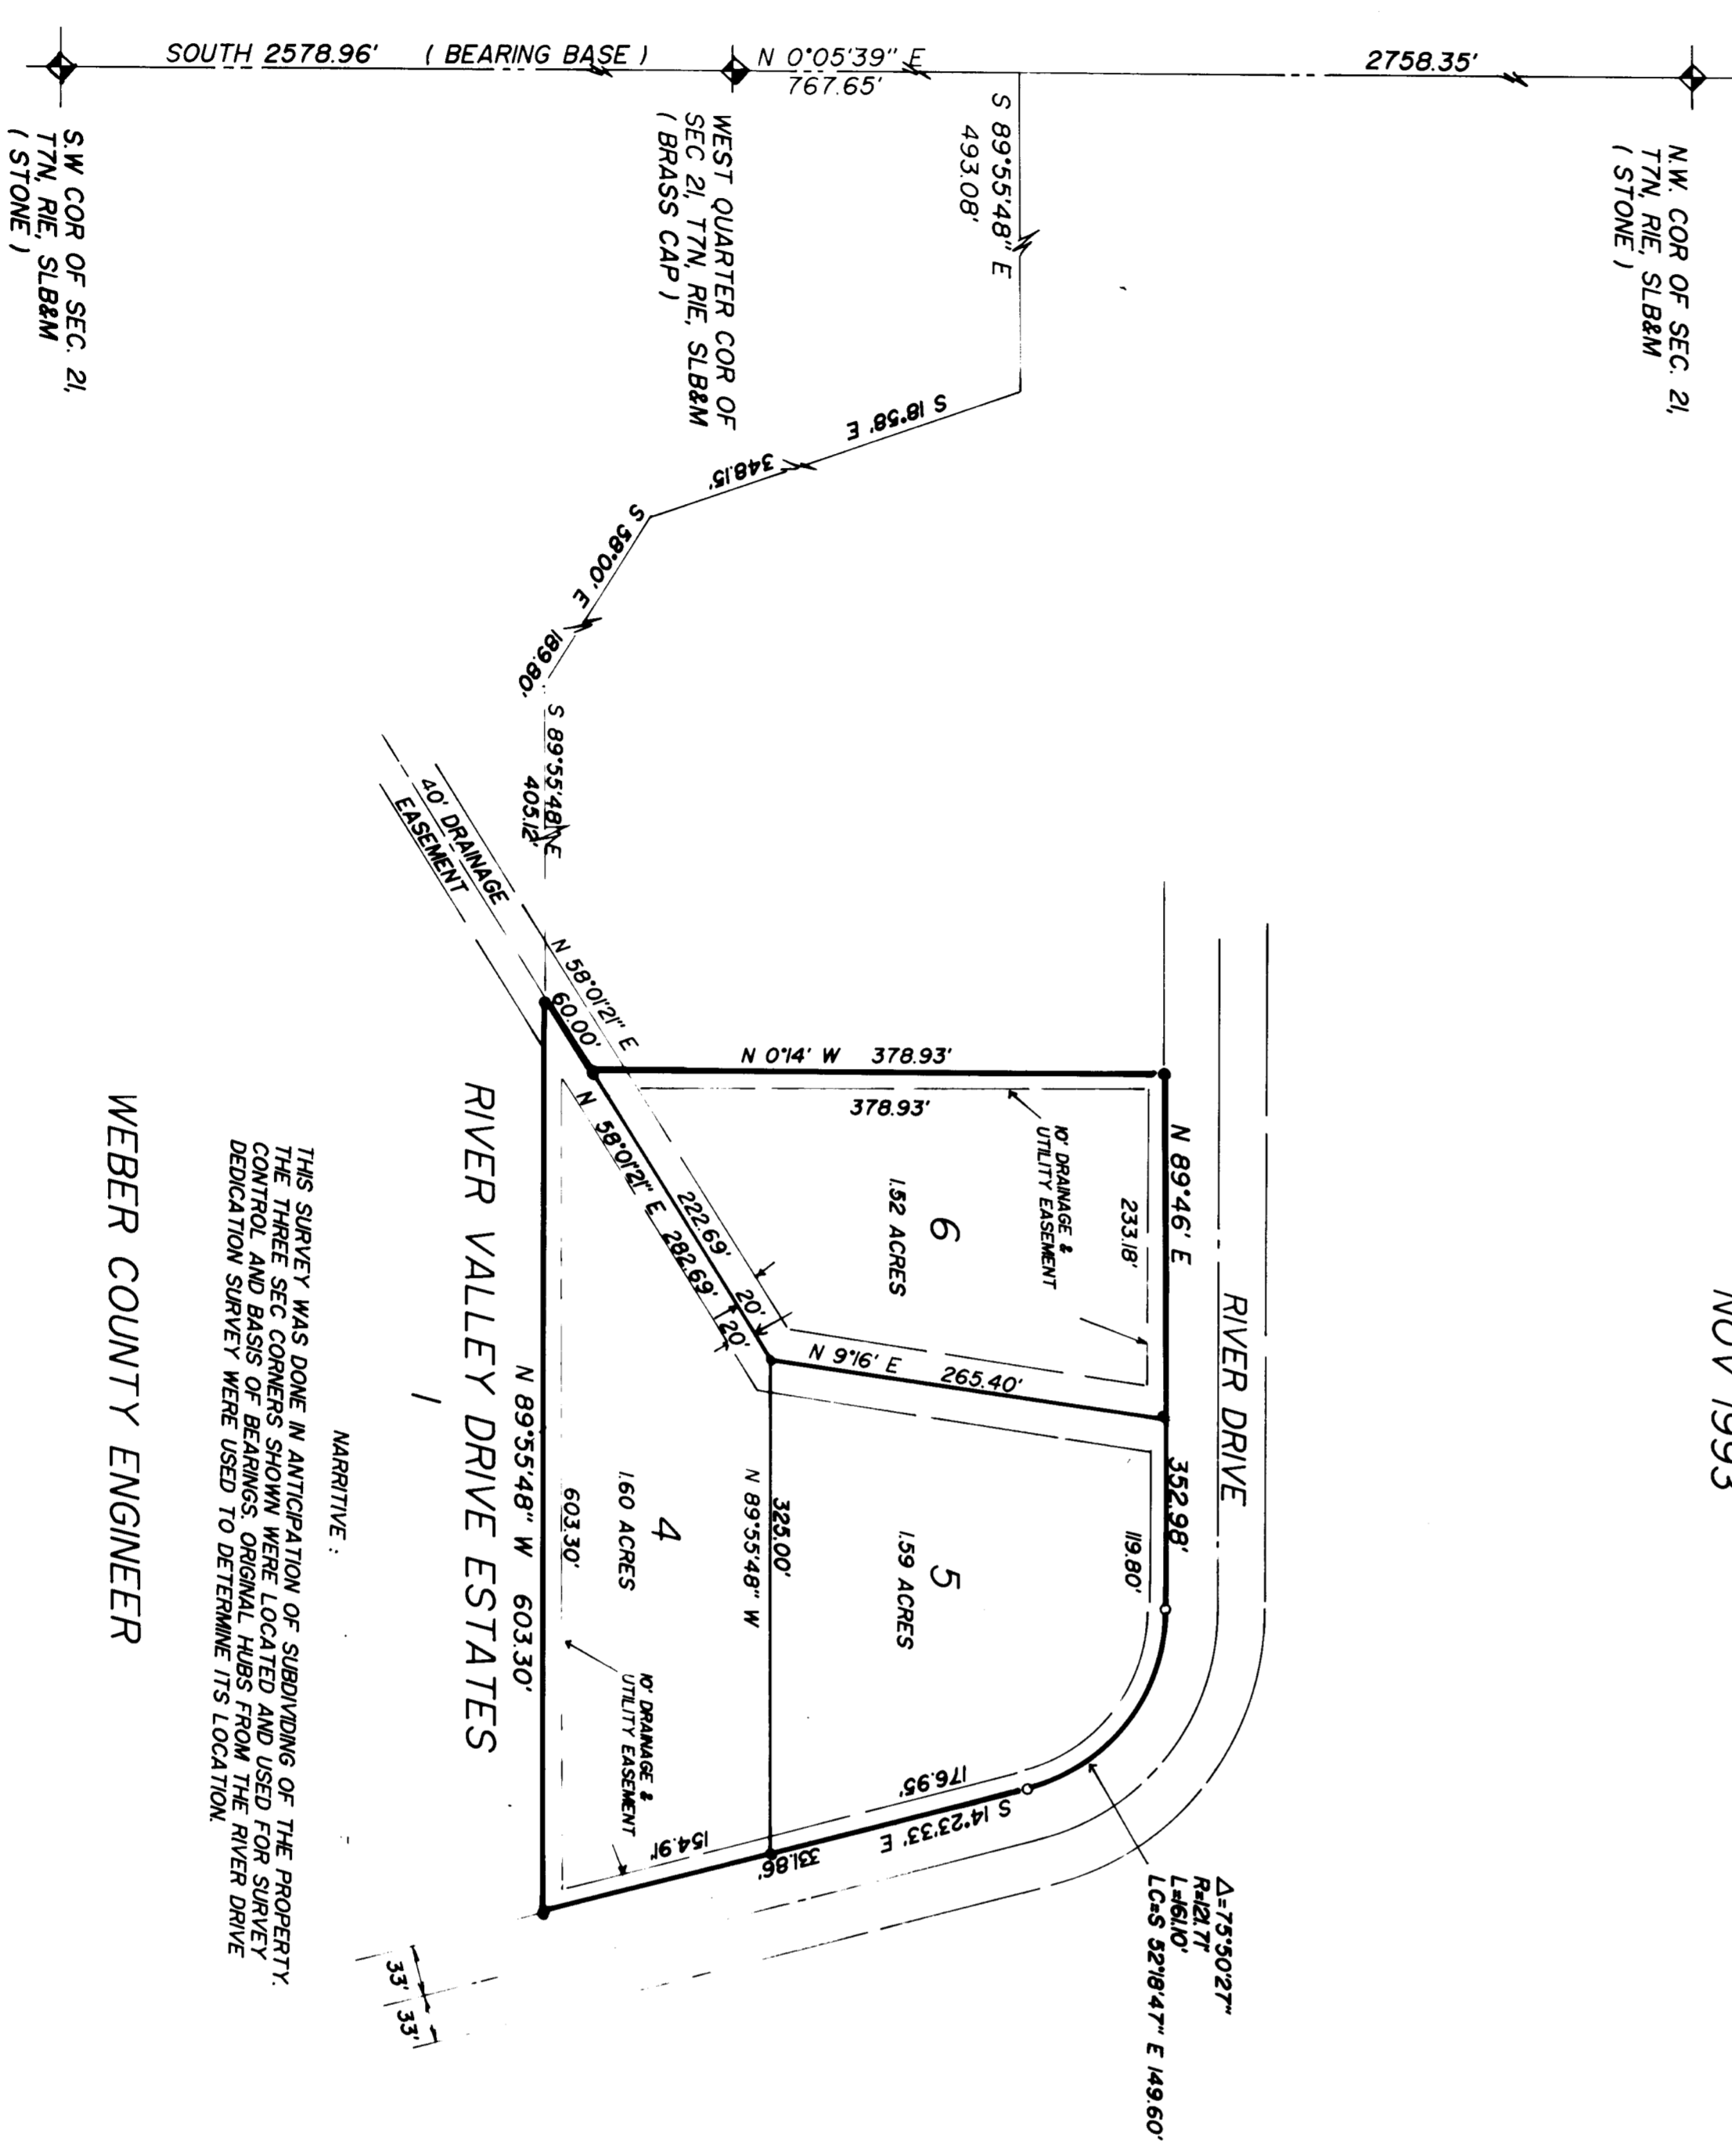 NOV 1993
N.W. COR OF SEC. 21,
T7N, R1E, SLB&M
( STONE )
2758.35'
N 0°05'39" E
767.65'
SOUTH 2578.96' ( BEARING BASE )
WEST QUARTER COR OF
SEC 21, T7N, R1E, SLB&M
( BRASS CAP )
S.W COR OF SEC. 21,
T7N, R1E, SLB&M
( STONE )
S 89°55'48" E
493.08'
S 18°58' E
348.15'
S 58°00' E
189.80'
S 89°55'48" E
405.12'
40' DRAINAGE
EASEMENT
N 58°01'21" E
60.00'
RIVER DRIVE
N 89°46' E
352.98'
233.18'
119.80'
N 0°14' W 378.93'
378.93'
10' DRAINAGE &
UTILITY EASEMENT
6
1.52 ACRES
N 9°16' E
265.40'
222.69'
N 58°01'21" E 282.69'
20'
20'
5
1.59 ACRES
325.00'
N 89°55'48" W
4
1.60 ACRES
603.30'
10' DRAINAGE &
UTILITY EASEMENT
176.95'
S 14°23'33" E
331.86'
154.91'
Δ=75°50'27"
R=121.71'
L=161.10'
LC=S 52°18'47" E 149.60'
N 89°55'48" W 603.30'
33'
33'
RIVER VALLEY DRIVE ESTATES
1
NARRITIVE :
THIS SURVEY WAS DONE IN ANTICIPATION OF SUBDIVIDING OF THE PROPERTY.
THE THREE SEC CORNERS SHOWN WERE LOCATED AND USED FOR SURVEY
CONTROL AND BASIS OF BEARINGS. ORIGINAL HUBS FROM THE RIVER DRIVE
DEDICATION SURVEY WERE USED TO DETERMINE ITS LOCATION.
WEBER COUNTY ENGINEER